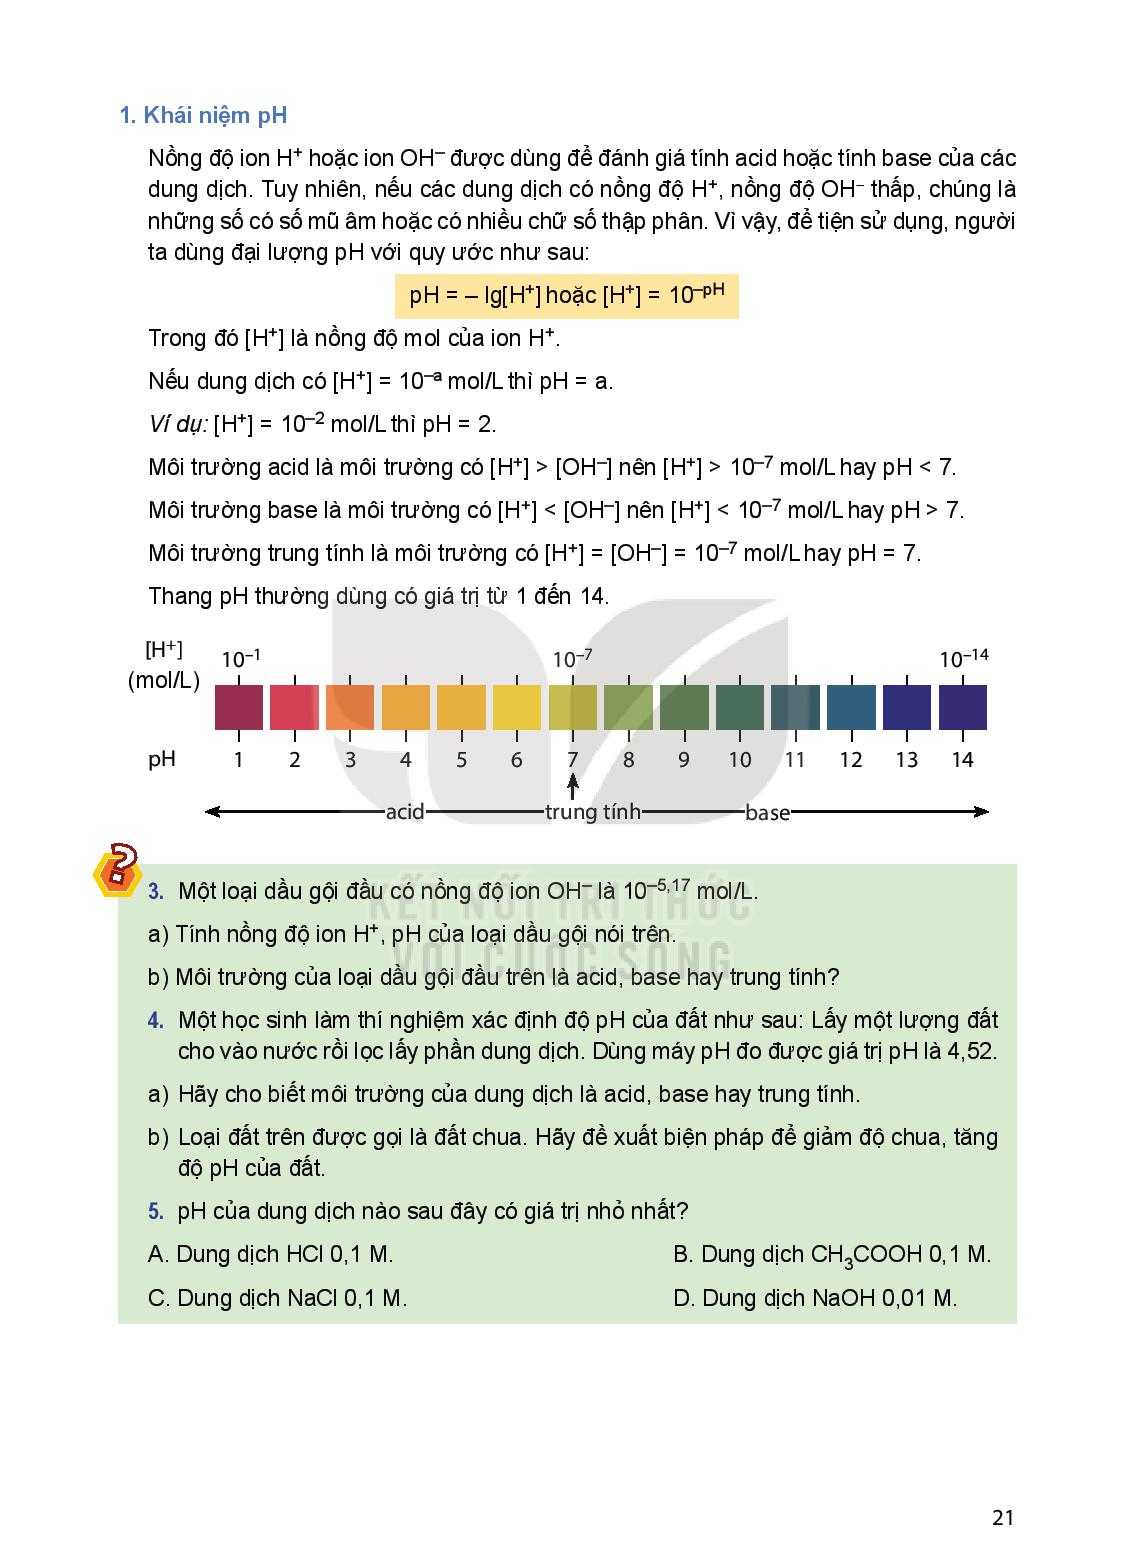 1. Khái niệm pH
Nồng độ ion H⁺ hoặc ion OH⁻ được dùng để đánh giá tính acid hoặc tính base của các
dung dịch. Tuy nhiên, nếu các dung dịch có nồng độ H⁺, nồng độ OH⁻ thấp, chúng là
những số có số mũ âm hoặc có nhiều chữ số thập phân. Vì vậy, để tiện sử dụng, người
ta dùng đại lượng pH với quy ước như sau:
pH = – lg[H⁺] hoặc [H⁺] = 10^–pH
Trong đó [H⁺] là nồng độ mol của ion H⁺.
Nếu dung dịch có [H⁺] = 10^–a mol/L thì pH = a.
Ví dụ: [H⁺] = 10^–2 mol/L thì pH = 2.
Môi trường acid là môi trường có [H⁺] > [OH⁻] nên [H⁺] > 10^–7 mol/L hay pH < 7.
Môi trường base là môi trường có [H⁺] < [OH⁻] nên [H⁺] < 10^–7 mol/L hay pH > 7.
Môi trường trung tính là môi trường có [H⁺] = [OH⁻] = 10^–7 mol/L hay pH = 7.
Thang pH thường dùng có giá trị từ 1 đến 14.
[H⁺] 10^–1 10^–7 10^–14
(mol/L)
pH 1 2 3 4 5 6 7 8 9 10 11 12 13 14
acid trung tính base
?
3. Một loại dầu gội đầu có nồng độ ion OH⁻ là 10^–5,17 mol/L.
KẾT NỐI TRI THỨC
a) Tính nồng độ ion H⁺, pH của loại dầu gội nói trên.
VỚI CUỘC SỐNG
b) Môi trường của loại dầu gội đầu trên là acid, base hay trung tính?
4. Một học sinh làm thí nghiệm xác định độ pH của đất như sau: Lấy một lượng đất
cho vào nước rồi lọc lấy phần dung dịch. Dùng máy pH đo được giá trị pH là 4,52.
a) Hãy cho biết môi trường của dung dịch là acid, base hay trung tính.
b) Loại đất trên được gọi là đất chua. Hãy đề xuất biện pháp để giảm độ chua, tăng
độ pH của đất.
5. pH của dung dịch nào sau đây có giá trị nhỏ nhất?
A. Dung dịch HCl 0,1 M. B. Dung dịch CH₃COOH 0,1 M.
C. Dung dịch NaCl 0,1 M. D. Dung dịch NaOH 0,01 M.
21